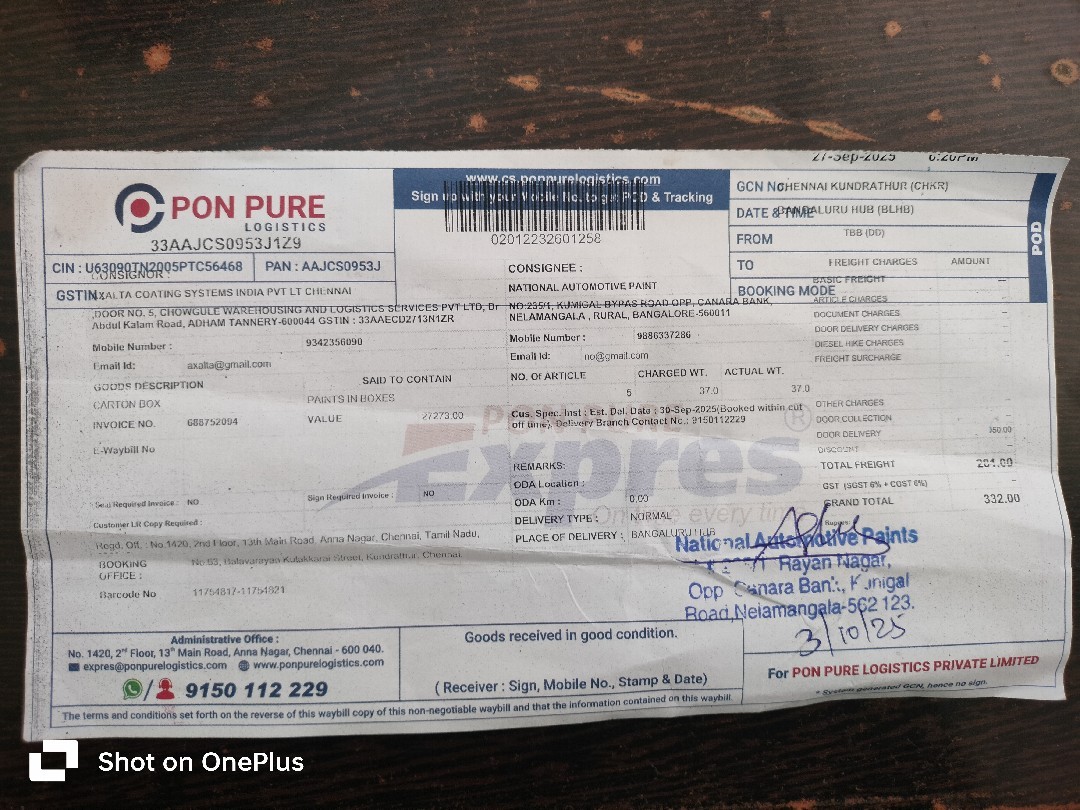 27-Sep-2025 6:20PM
PON PURE
LOGISTICS
33AAJCS0953J1Z9
CIN : U63090TN2005PTC56468 PAN : AAJCS0953J
CONSIGNOR :
GSTIN
AXALTA COATING SYSTEMS INDIA PVT LT CHENNAI
,DOOR NO. 5, CHOWGULE WAREHOUSING AND LOGISTICS SERVICES PVT LTD, Dr
Abdul Kalam Road, ADHAM TANNERY-600044 GSTIN : 33AAECD2713N1ZR
Mobile Number : 9342356090
Email Id: axalta@gmail.com
GOODS DESCRIPTION SAID TO CONTAIN
CARTON BOX PAINTS IN BOXES
INVOICE NO. 688752094 VALUE 27273.00
E-Waybill No
Seal Required Invoice : NO Sign Required Invoice : NO
Customer LR Copy Required :
Regd. Off. : No.1420, 2nd Floor, 13th Main Road, Anna Nagar, Chennai, Tamil Nadu,
BOOKING OFFICE : No 53, Balavarayan Kulakkarai Street, Kundrathur, Chennai.
Barcode No 11754817-11754821
www.cs.ponpurelogistics.com
Sign up with your Mobile No. to get POD & Tracking
02012232601258
CONSIGNEE :
NATIONAL AUTOMOTIVE PAINT
NO:235/1, KUMIGAL BYPAS ROAD OPP, CANARA BANK,
NELAMANGALA , RURAL, BANGALORE-560011
Mobile Number : 9886337286
Email Id: no@gmail.com
NO. Of ARTICLE CHARGED WT. ACTUAL WT.
5 37.0 37.0
Cus. Spec. Inst : Est. Del. Date : 30-Sep-2025(Booked within cut
off time), Delivery Branch Contact No.: 9150112229
PON PURE
Expres®
On time every time
REMARKS:
ODA Location :
ODA Km : 0.00
DELIVERY TYPE : NORMAL
PLACE OF DELIVERY : BANGALURU HUB
GCN No CHENNAI KUNDRATHUR (CHKR)
DATE & TIME BANGALURU HUB (BLHB)
FROM TBB (DD)
TO FREIGHT CHARGES AMOUNT
BOOKING MODE BASIC FREIGHT -
ARTICLE CHARGES -
DOCUMENT CHARGES -
DOOR DELIVERY CHARGES -
DIESEL HIKE CHARGES -
FREIGHT SURCHARGE -
OTHER CHARGES -
DOOR COLLECTION -
DOOR DELIVERY 350.00
DISCOUNT -
TOTAL FREIGHT
GST (SGST 6% + CGST 6%) -
GRAND TOTAL 332.00
Rupees:
POD
National Automotive Paints
Rayan Nagar,
Opp Canara Bank, Kunigal
Road,Nelamangala-562 123.
3/10/25
Administrative Office :
No. 1420, 2nd Floor, 13th Main Road, Anna Nagar, Chennai - 600 040.
expres@ponpurelogistics.com www.ponpurelogistics.com
/ 9150 112 229
Goods received in good condition.
( Receiver : Sign, Mobile No., Stamp & Date)
For PON PURE LOGISTICS PRIVATE LIMITED
* System generated GCN, hence no sign.
The terms and conditions set forth on the reverse of this waybill copy of this non-negotiable waybill and that the information contained on this waybill.
Shot on OnePlus